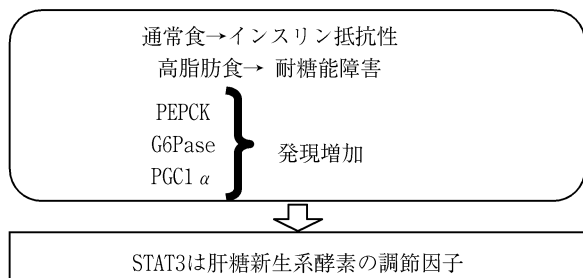 通常食→インスリン抵抗性
高脂肪食→ 耐糖能障害
PEPCK
G6Pase
PGC1 α
発現増加
STAT3は肝糖新生系酵素の調節因子